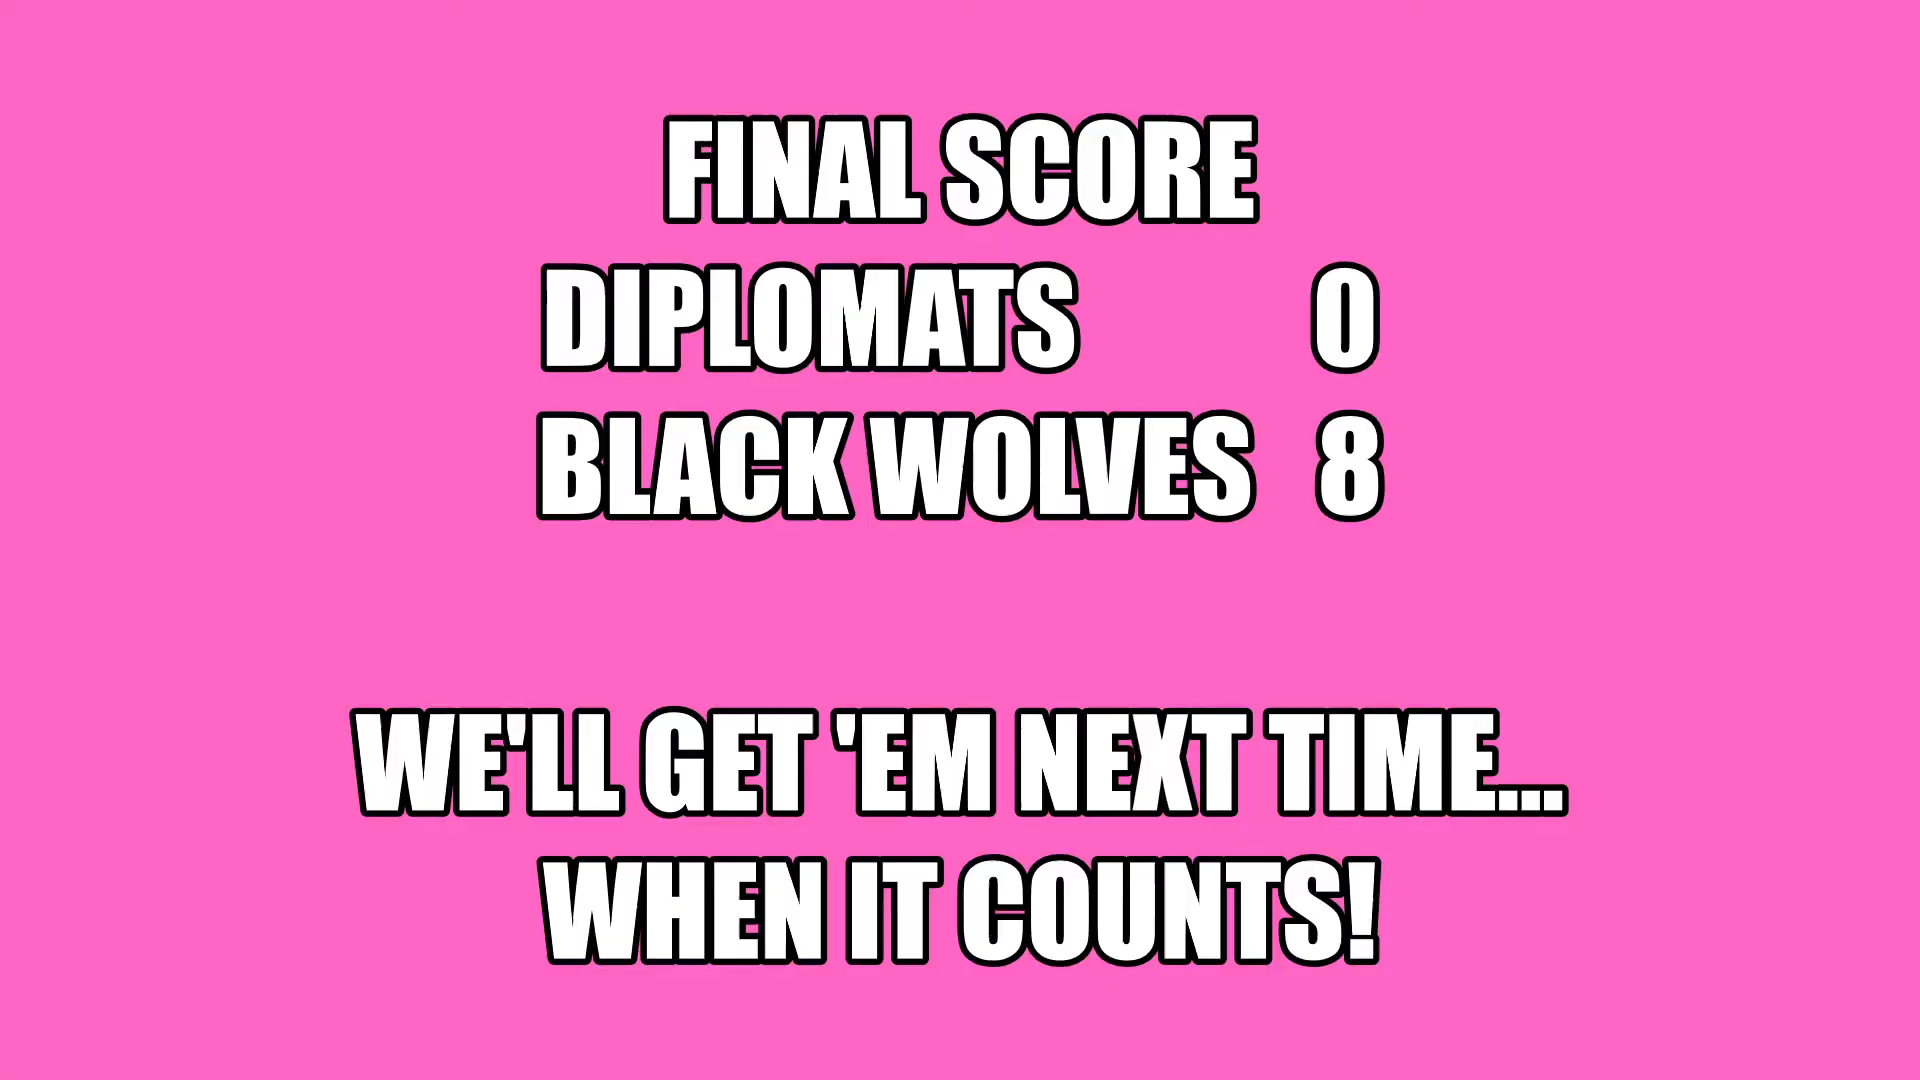 FINAL SCORE
DIPLOMATS 0
BLACK WOLVES 8
WE'LL GET 'EM NEXT TIME...
WHEN IT COUNTS!